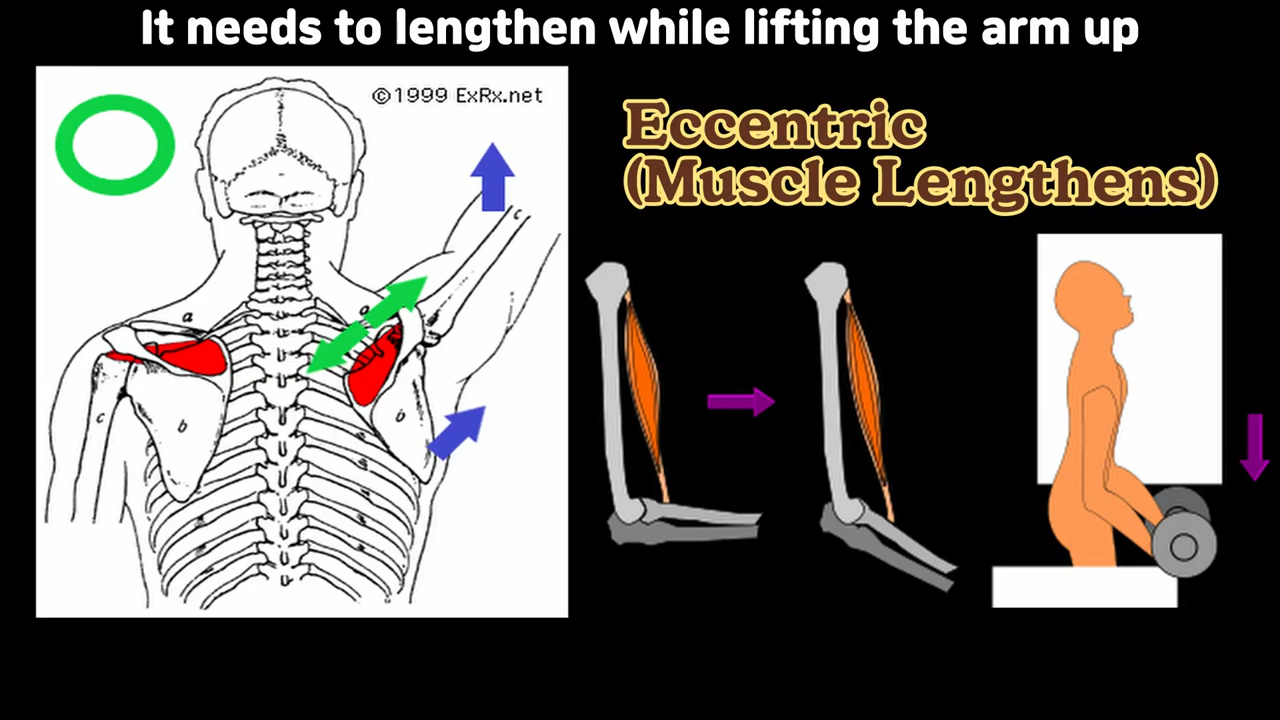 It needs to lengthen while lifting the arm up
©1999 ExRx.net
Eccentric
(Muscle Lengthens)
c
a
a
b
b
c